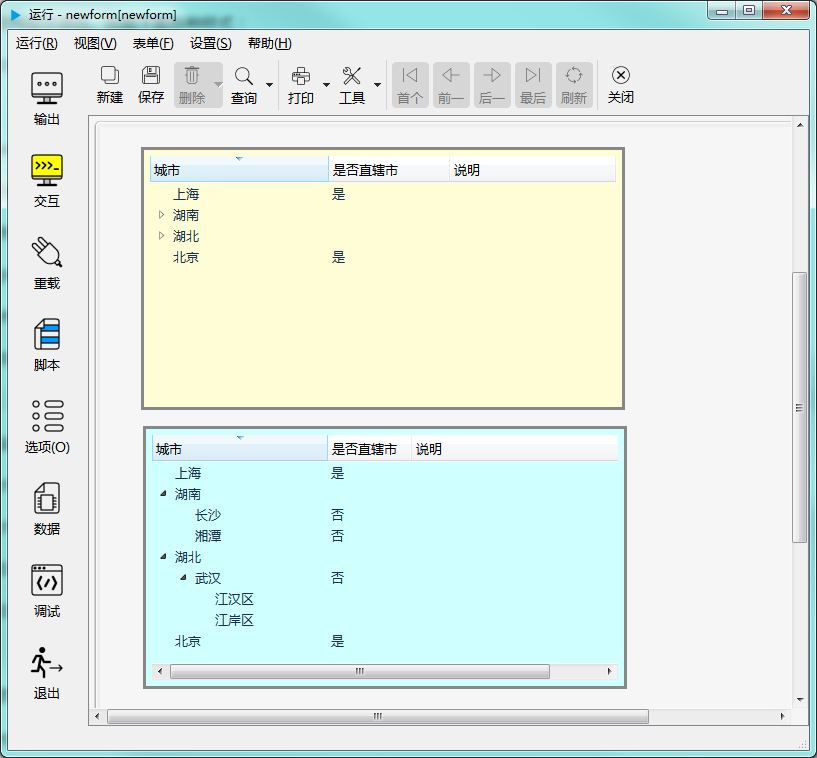 运行 - newform[newform]
运行(R) 视图(V) 表单(F) 设置(S) 帮助(H)
新建 保存 删除 查询 打印 工具 首个 前一 后一 最后 刷新 关闭
输出
交互
重载
脚本
选项(O)
数据
调试
退出
城市 是否直辖市 说明
上海 是
湖南
湖北
北京 是
城市 是否直辖市 说明
上海 是
湖南
长沙 否
湘潭 否
湖北
武汉 否
江汉区
江岸区
北京 是